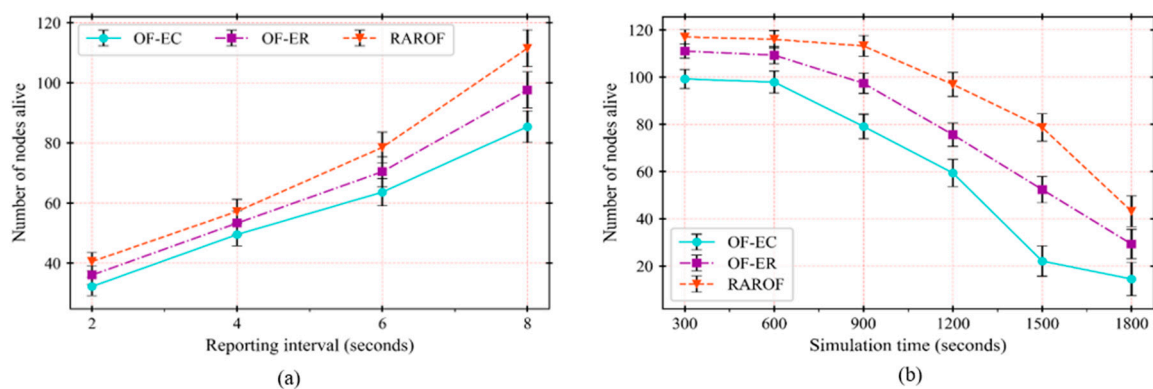 120
100
80
60
40
Number of nodes alive
OF-EC OF-ER RAROF
2 4 6 8
Reporting interval (seconds)
(a)
120
100
80
60
40
20
Number of nodes alive
OF-EC
OF-ER
RAROF
300 600 900 1200 1500 1800
Simulation time (seconds)
(b)